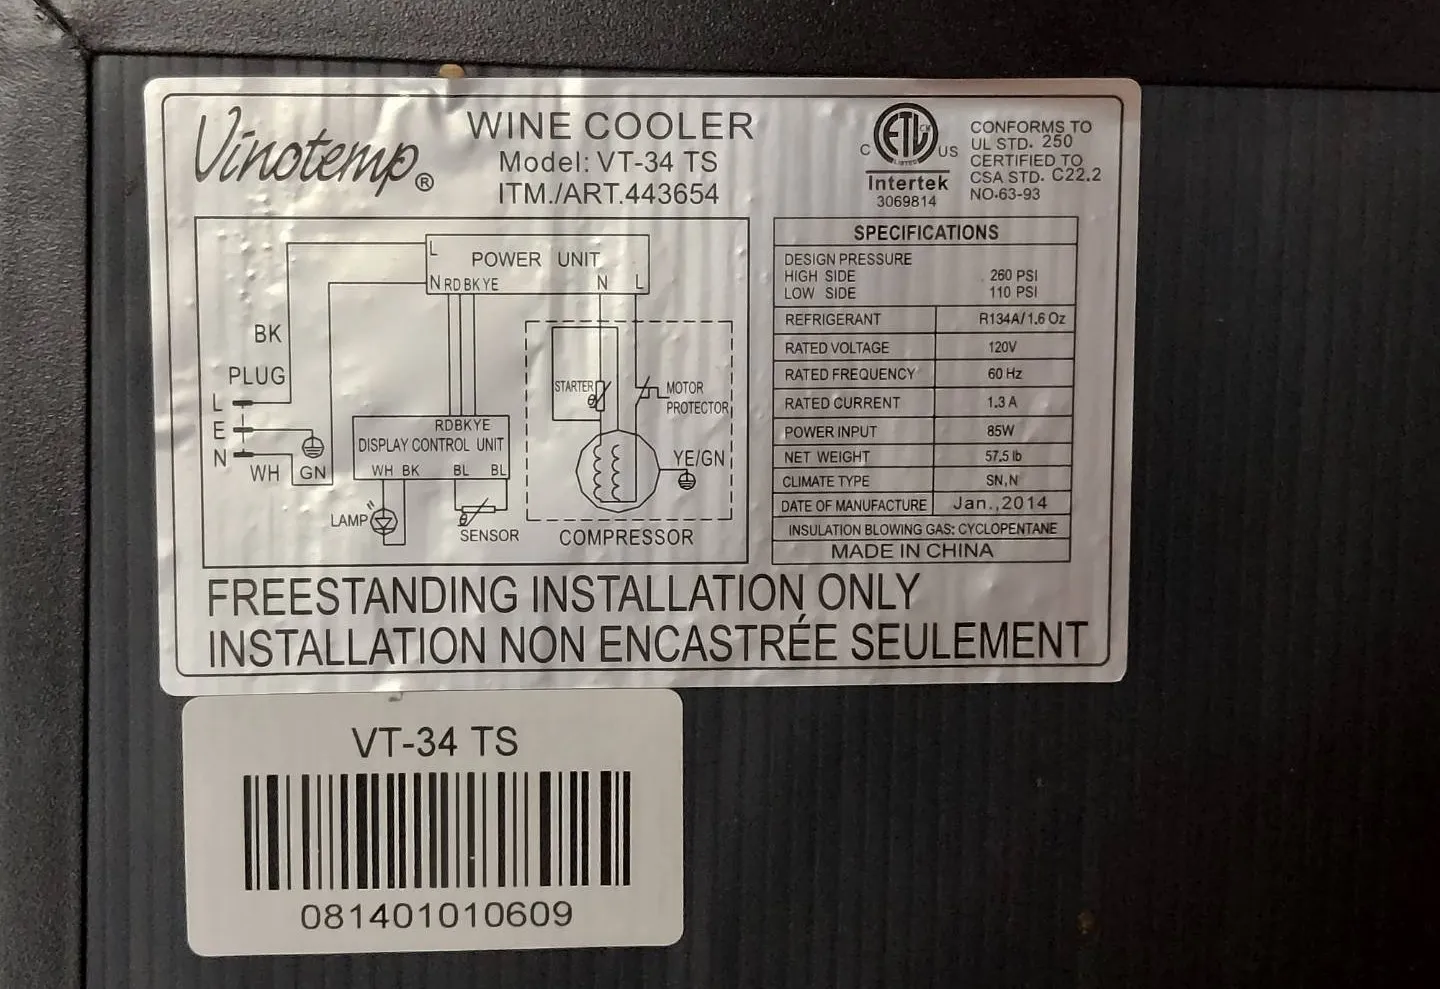 Vinotemp®
WINE COOLER
Model: VT-34 TS
ITM./ART.443654
C ETL US
LISTED
Intertek
3069814
CONFORMS TO
UL STD. 250
CERTIFIED TO
CSA STD. C22.2
NO.63-93
L
POWER UNIT
N RD BK YE N L
BK
PLUG
L
E
N
WH
GN
RDBKYE
DISPLAY CONTROL UNIT
WH BK BL BL
LAMP
θ
SENSOR
STARTER
θ
MOTOR
PROTECTOR
YE/GN
COMPRESSOR
SPECIFICATIONS
DESIGN PRESSURE
HIGH SIDE 260 PSI
LOW SIDE 110 PSI
REFRIGERANT R134A/1.6 Oz
RATED VOLTAGE 120V
RATED FREQUENCY 60 Hz
RATED CURRENT 1.3 A
POWER INPUT 85W
NET WEIGHT 57.5 lb
CLIMATE TYPE SN,N
DATE OF MANUFACTURE Jan.,2014
INSULATION BLOWING GAS: CYCLOPENTANE
MADE IN CHINA
FREESTANDING INSTALLATION ONLY
INSTALLATION NON ENCASTRÉE SEULEMENT
VT-34 TS
081401010609